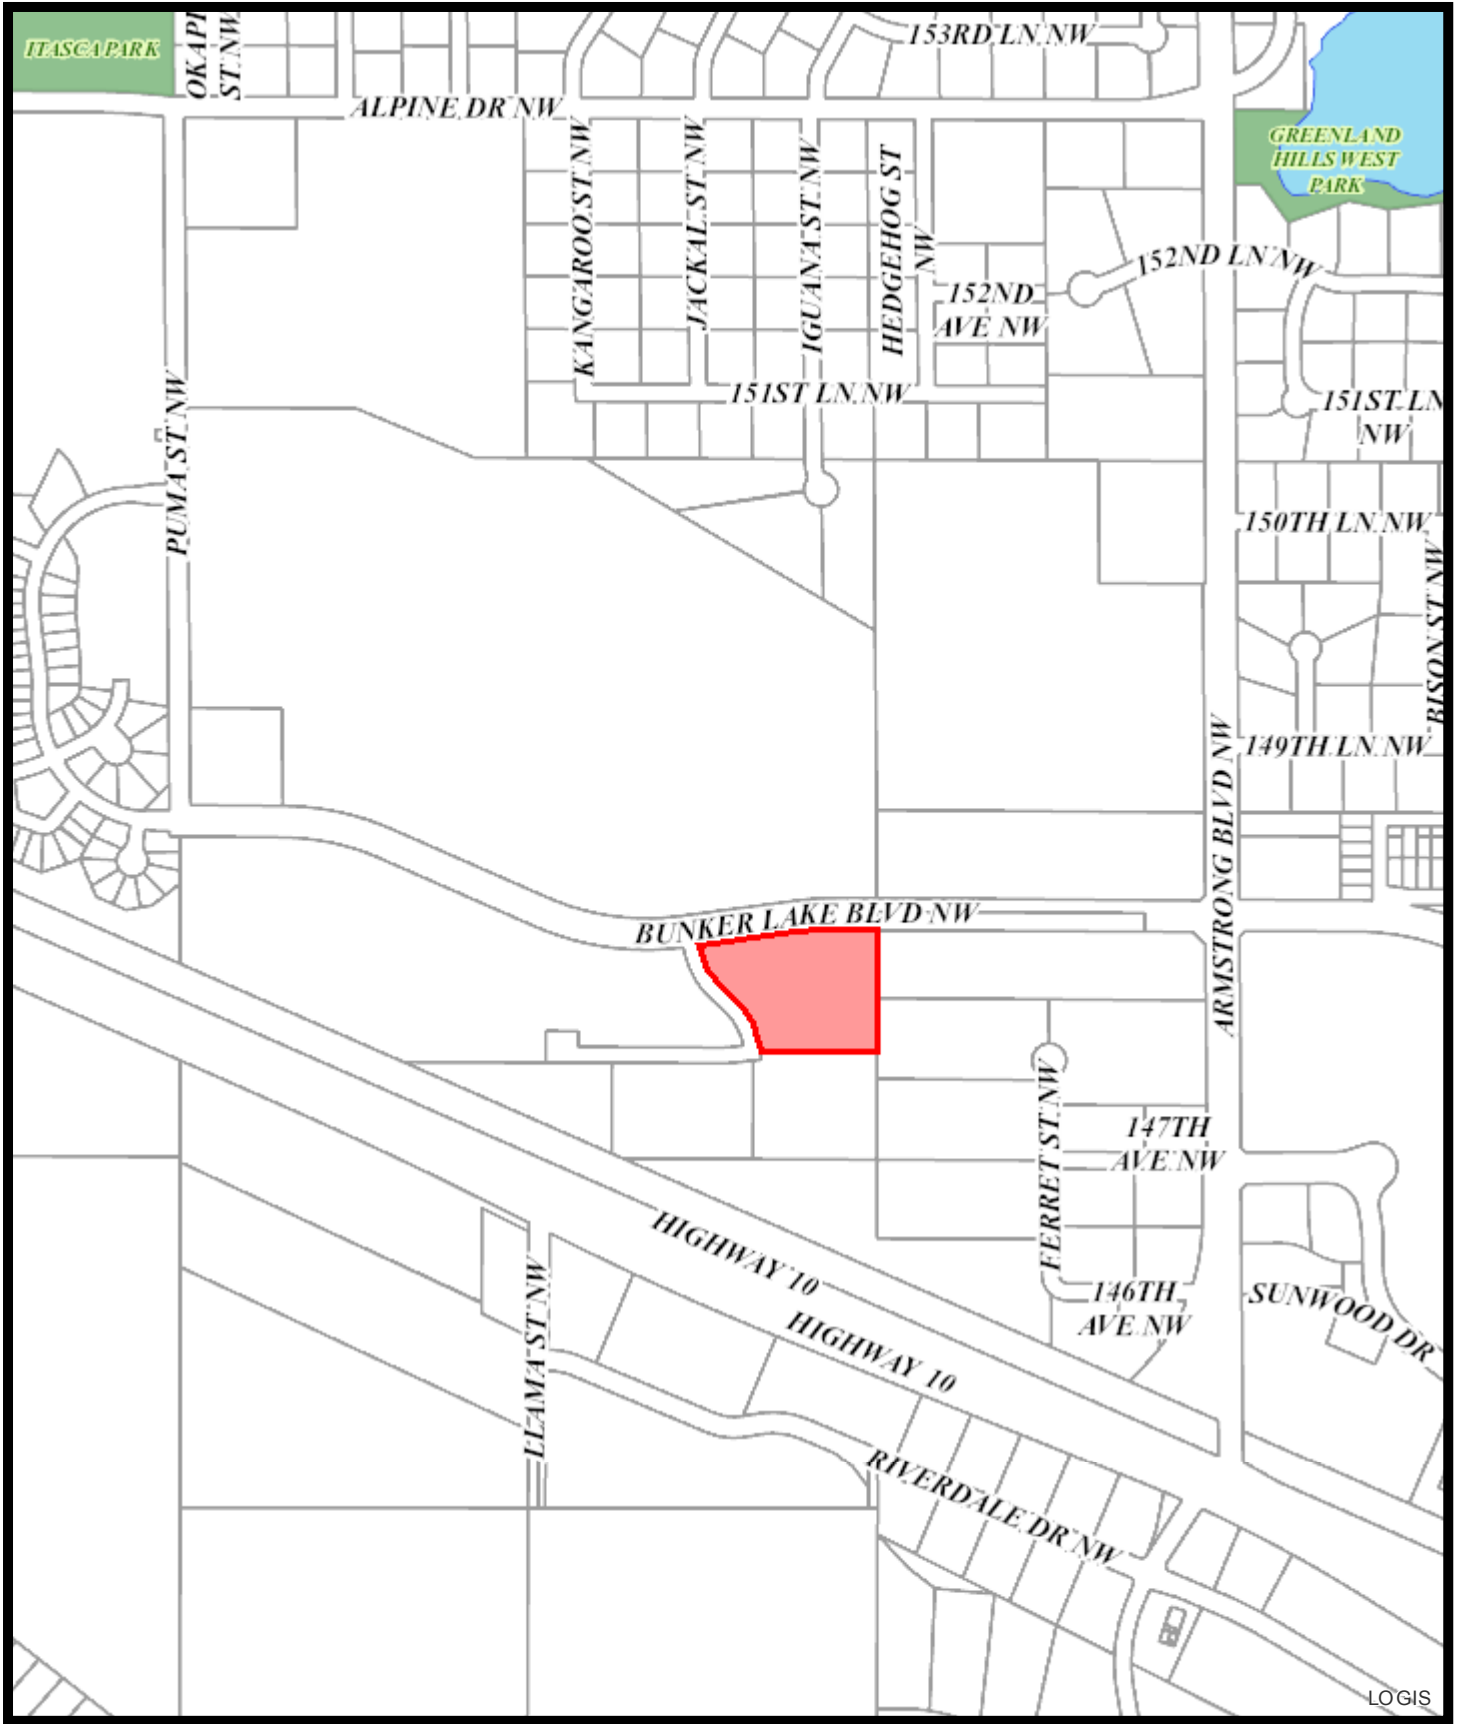 ITASCA PARK
OKAPI
ST NW
153RD LN NW
ALPINE DR NW
GREENLAND
HILLS WEST
PARK
KANGAROO ST NW
JACKAL ST NW
IGUANA ST NW
HEDGEHOG ST
NW
152ND LN NW
152ND
AVE NW
151ST LN NW
151ST LN
NW
PUMA ST NW
150TH LN NW
BISON ST NW
149TH LN NW
ARMSTRONG BLVD NW
BUNKER LAKE BLVD NW
FERRET ST NW
147TH
AVE NW
HIGHWAY 10
146TH
AVE NW
SUNWOOD DR
LLAMA ST NW
HIGHWAY 10
RIVERDALE DR NW
LOGIS